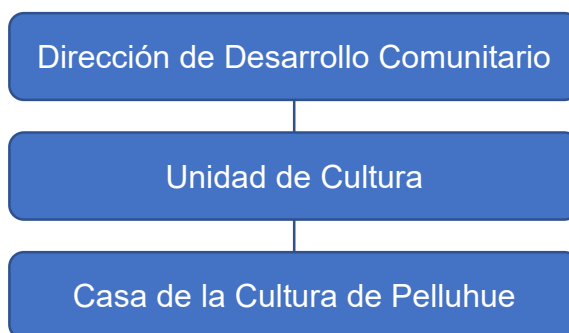 Dirección de Desarrollo Comunitario
Unidad de Cultura
Casa de la Cultura de Pelluhue